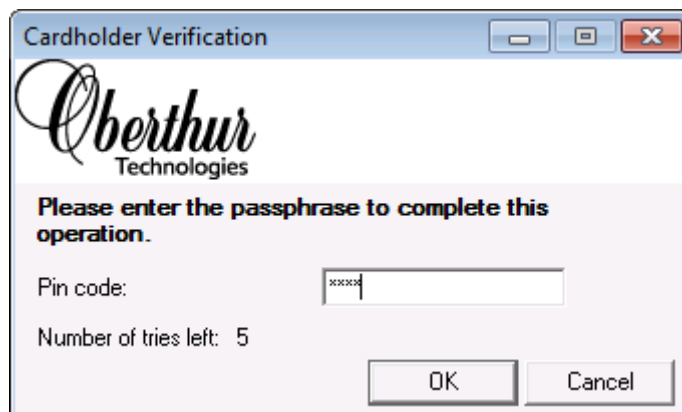 Cardholder Verification
Oberthur
Technologies
Please enter the passphrase to complete this
operation.
Pin code: ****
Number of tries left: 5
OK Cancel